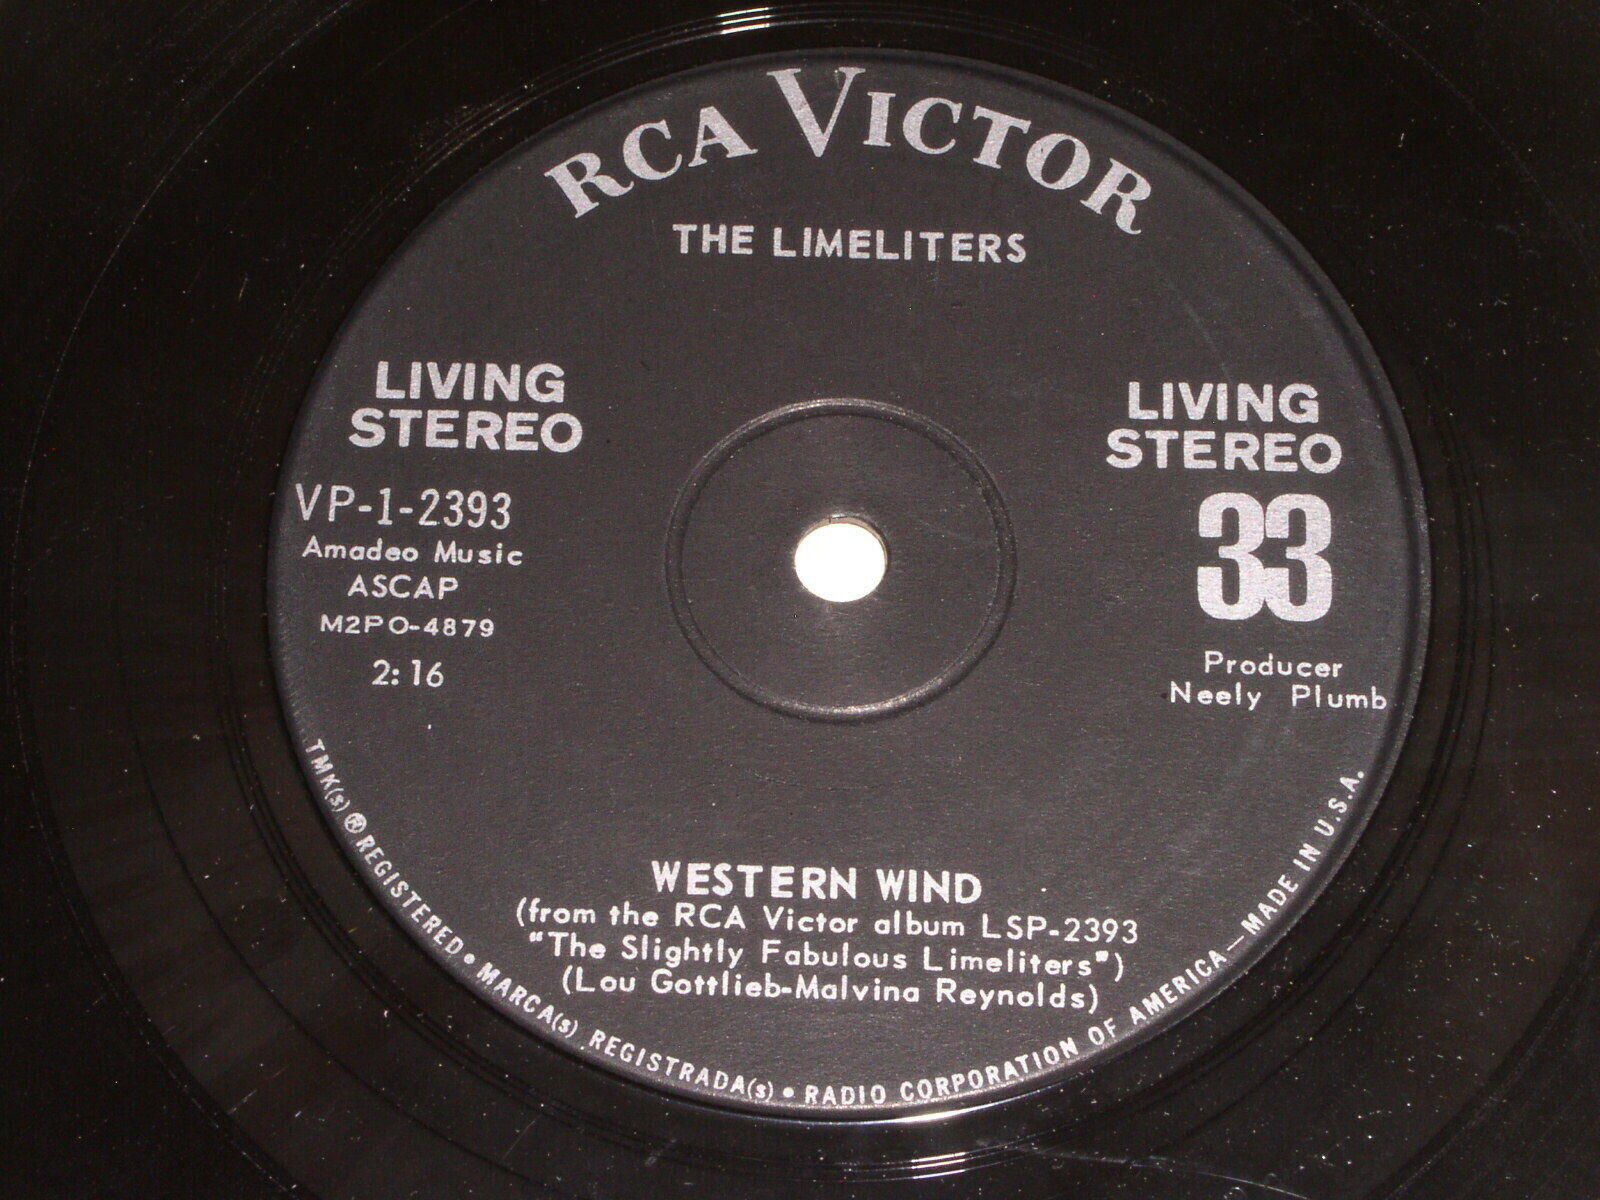 RCA VICTOR
THE LIMELITERS
LIVING
STEREO
VP-1-2393
Amadeo Music
ASCAP
M2PO-4879
2:16
LIVING
STEREO
33
Producer
Neely Plumb
WESTERN WIND
(from the RCA Victor album LSP-2393
"The Slightly Fabulous Limeliters")
(Lou Gottlieb-Malvina Reynolds)
TMK(s) ® REGISTERED • MARCA(s) REGISTRADA(s) • RADIO CORPORATION OF AMERICA — MADE IN U.S.A.